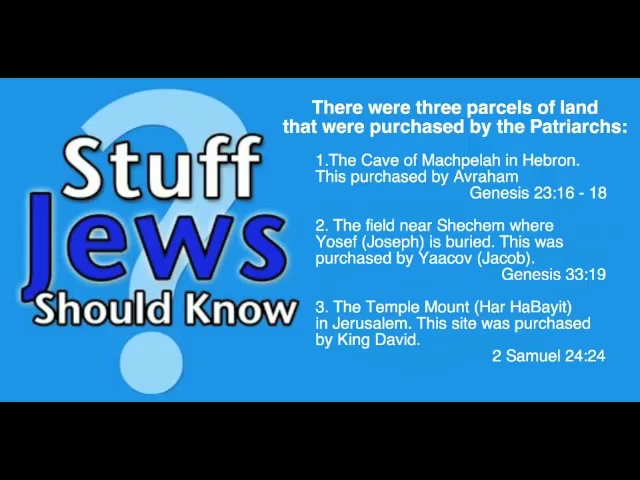 Stuff
Jews
Should Know
There were three parcels of land
that were purchased by the Patriarchs:
1.The Cave of Machpelah in Hebron.
This purchased by Avraham
Genesis 23:16 - 18
2. The field near Shechem where
Yosef (Joseph) is buried. This was
purchased by Yaacov (Jacob).
Genesis 33:19
3. The Temple Mount (Har HaBayit)
in Jerusalem. This site was purchased
by King David.
2 Samuel 24:24